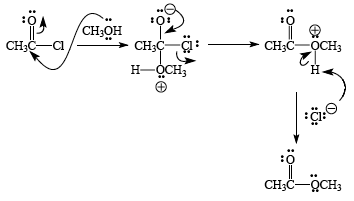 O O ⊖ O
CH₃C—Cl CH₃OH CH₃C—Cl: CH₃C—OCH₃ ⊕
H—OCH₃ H
⊕
:Cl: ⊖
O
CH₃C—OCH₃